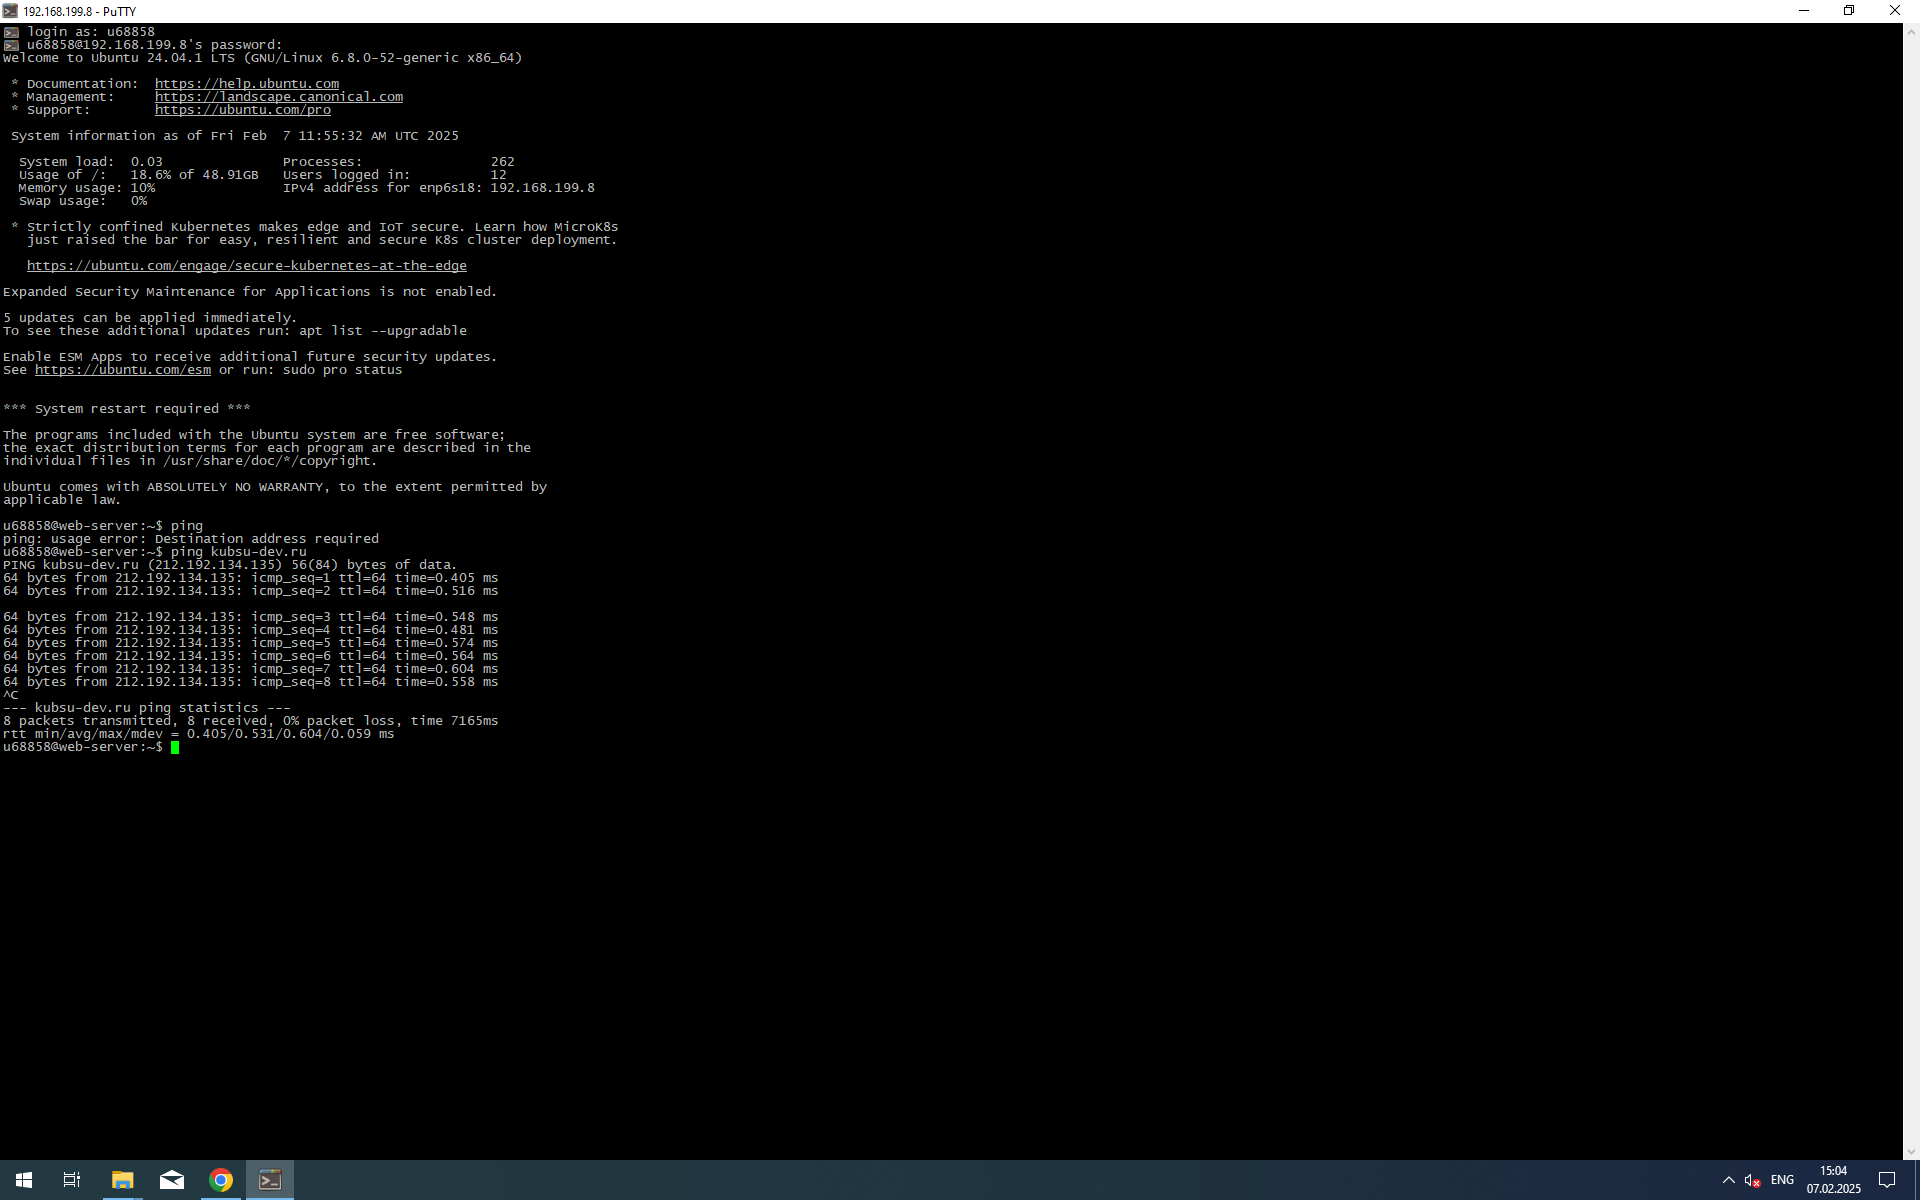 192.168.199.8 - PuTTY
login as: u68858
u68858@192.168.199.8's password:
Welcome to Ubuntu 24.04.1 LTS (GNU/Linux 6.8.0-52-generic x86_64)
* Documentation:  https://help.ubuntu.com
* Management:     https://landscape.canonical.com
* Support:        https://ubuntu.com/pro
System information as of Fri Feb  7 11:55:32 AM UTC 2025
System load:  0.03               Processes:                262
Usage of /:   18.6% of 48.91GB   Users logged in:          12
Memory usage: 10%                IPv4 address for enp6s18: 192.168.199.8
Swap usage:   0%
* Strictly confined Kubernetes makes edge and IoT secure. Learn how MicroK8s
just raised the bar for easy, resilient and secure K8s cluster deployment.
https://ubuntu.com/engage/secure-kubernetes-at-the-edge
Expanded Security Maintenance for Applications is not enabled.
5 updates can be applied immediately.
To see these additional updates run: apt list --upgradable
Enable ESM Apps to receive additional future security updates.
See https://ubuntu.com/esm or run: sudo pro status
*** System restart required ***
The programs included with the Ubuntu system are free software;
the exact distribution terms for each program are described in the
individual files in /usr/share/doc/*/copyright.
Ubuntu comes with ABSOLUTELY NO WARRANTY, to the extent permitted by
applicable law.
u68858@web-server:~$ ping
ping: usage error: Destination address required
u68858@web-server:~$ ping kubsu-dev.ru
PING kubsu-dev.ru (212.192.134.135) 56(84) bytes of data.
64 bytes from 212.192.134.135: icmp_seq=1 ttl=64 time=0.405 ms
64 bytes from 212.192.134.135: icmp_seq=2 ttl=64 time=0.516 ms
64 bytes from 212.192.134.135: icmp_seq=3 ttl=64 time=0.548 ms
64 bytes from 212.192.134.135: icmp_seq=4 ttl=64 time=0.481 ms
64 bytes from 212.192.134.135: icmp_seq=5 ttl=64 time=0.574 ms
64 bytes from 212.192.134.135: icmp_seq=6 ttl=64 time=0.564 ms
64 bytes from 212.192.134.135: icmp_seq=7 ttl=64 time=0.604 ms
64 bytes from 212.192.134.135: icmp_seq=8 ttl=64 time=0.558 ms
^C
--- kubsu-dev.ru ping statistics ---
8 packets transmitted, 8 received, 0% packet loss, time 7165ms
rtt min/avg/max/mdev = 0.405/0.531/0.604/0.059 ms
u68858@web-server:~$
ENG
15:04
07.02.2025